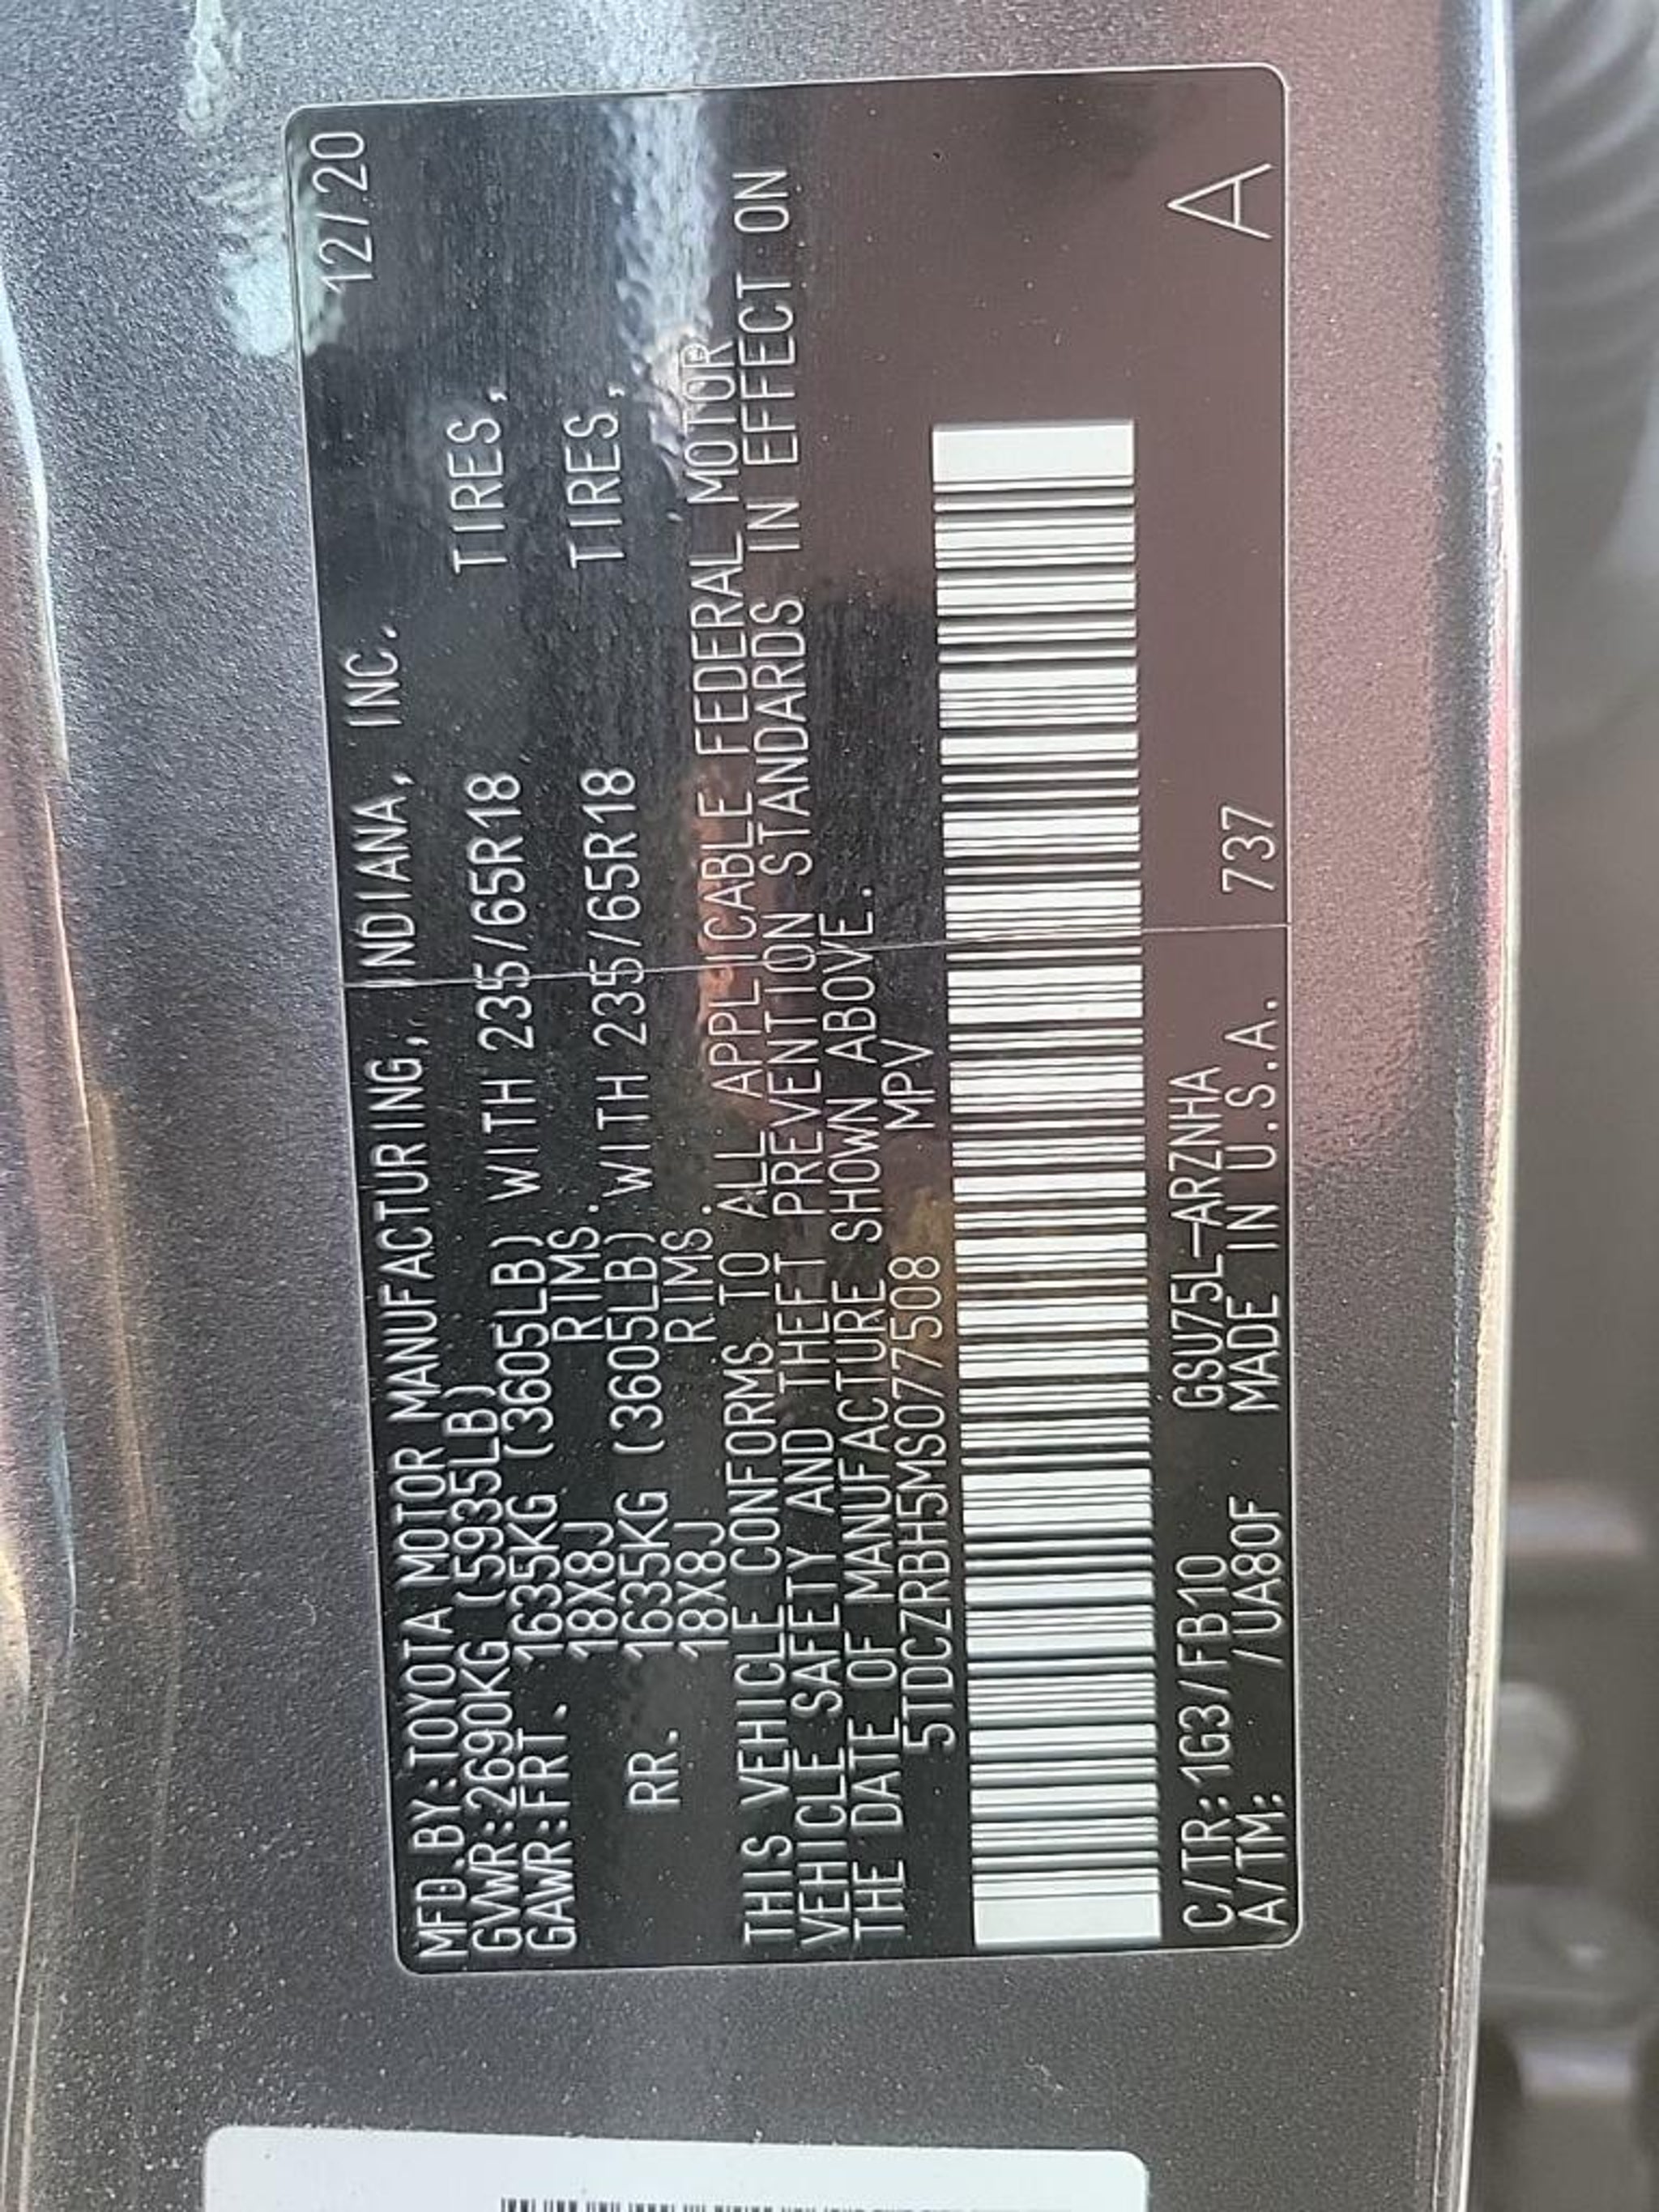 MFD.BY:TOYOTA MOTOR MANUFACTURING, INDIANA, INC. 12/20
GVWR:2690KG (5935LB)
GAWR:FRT. 1635KG (3605LB) WITH 235/65R18 TIRES,
18X8J RIMS.
RR. 1635KG (3605LB) WITH 235/65R18 TIRES,
18X8J RIMS.
THIS VEHICLE CONFORMS TO ALL APPLICABLE FEDERAL MOTOR
VEHICLE SAFETY AND THEFT PREVENTION STANDARDS IN EFFECT ON
THE DATE OF MANUFACTURE SHOWN ABOVE.
5TDCZRBH5MS077508 MPV
C/TR:1G3/FB10 GSU75L-ARZNHA
A/TM: /UA80F MADE IN U.S.A. 737 A